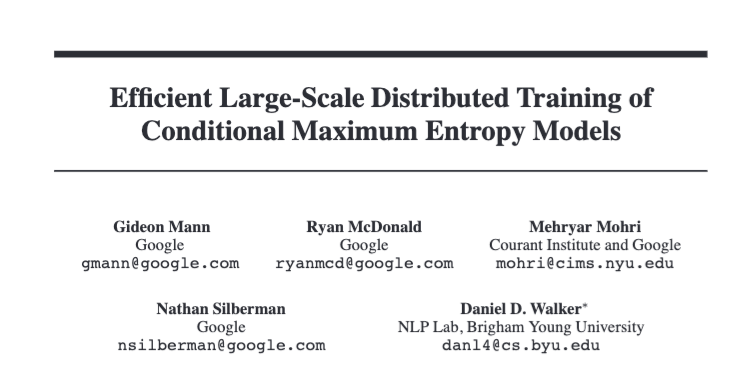 Efficient Large-Scale Distributed Training of
Conditional Maximum Entropy Models
Gideon Mann
Google
gmann@google.com
Ryan McDonald
Google
ryanmcd@google.com
Mehryar Mohri
Courant Institute and Google
mohri@cims.nyu.edu
Nathan Silberman
Google
nsilberman@google.com
Daniel D. Walker*
NLP Lab, Brigham Young University
danl4@cs.byu.edu